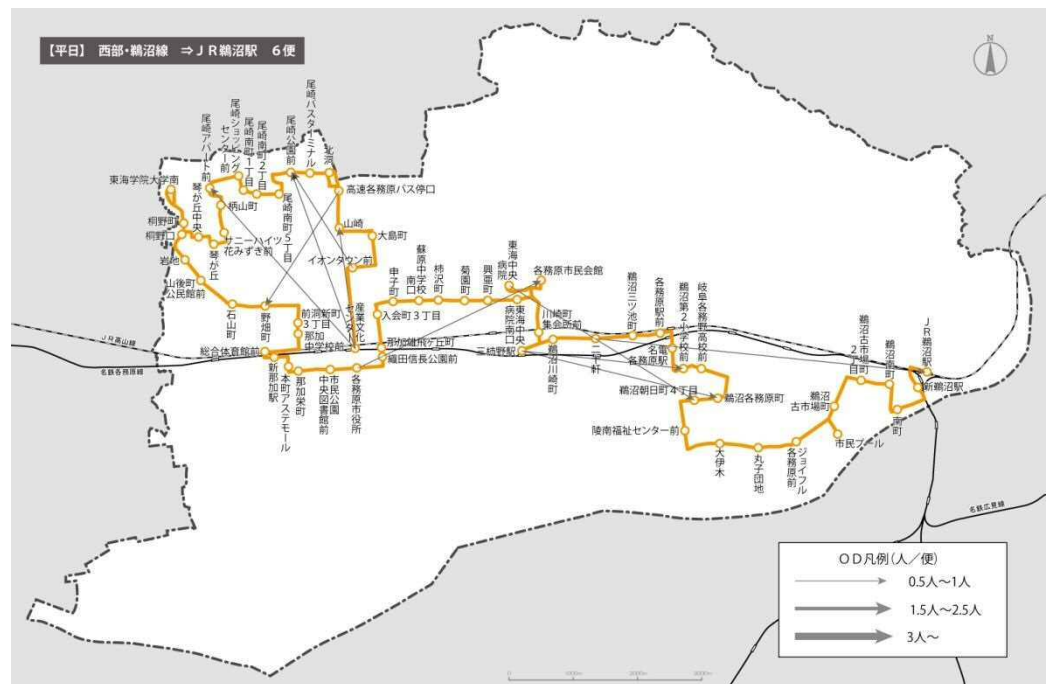 【平日】 西部・鵜沼線 ⇒ＪＲ鵜沼駅 6便
N
尾崎アパート前
尾崎ショッピングセンター前
尾崎南町1丁目
尾崎南町2丁目
尾崎公園前
尾崎バスターミナル
北洞
東海学院大学南
琴が丘中央
柄山町
尾崎南町5丁目
高速各務原バス停口
桐野町
桐野口
琴が丘
サニーハイツ
花みずき前
山崎
大島町
岩地
イオンタウン前
山後町
公民館前
石山町
野畑町
前洞新町
3丁目
那加
中学校前
産業文化センター
入会町3丁目
申子町
蘇原中学校南口
柿沢町
菊園町
興亜町
東海中央病院
各務原市民会館
東海中央病院南口
川崎町
集会所前
鵜沼三ツ池町
各務原駅前
鵜沼第2小学校前
岐阜各務野高校前
ＪＲ高山線
名鉄各務原線
総合体育館前
新那加駅
本町アステモール
那加栄町
中央図書館前
市民公園
各務原市役所
那加雄飛ヶ丘町
織田信長公園前
三柿野駅
鵜沼川崎町
二十軒
名電
各務原駅
鵜沼朝日町4丁目
鵜沼各務原町
陵南福祉センター前
大伊木
丸子団地
ジョイフル各務原前
市民プール
鵜沼
古市場町
鵜沼古市場町2丁目
鵜沼南町
南町
ＪＲ鵜沼駅
新鵜沼駅
名鉄広見線
ＯＤ凡例（人／便）
0.5人～1人
1.5人～2.5人
3人～
0 1000m 2000m 3000m